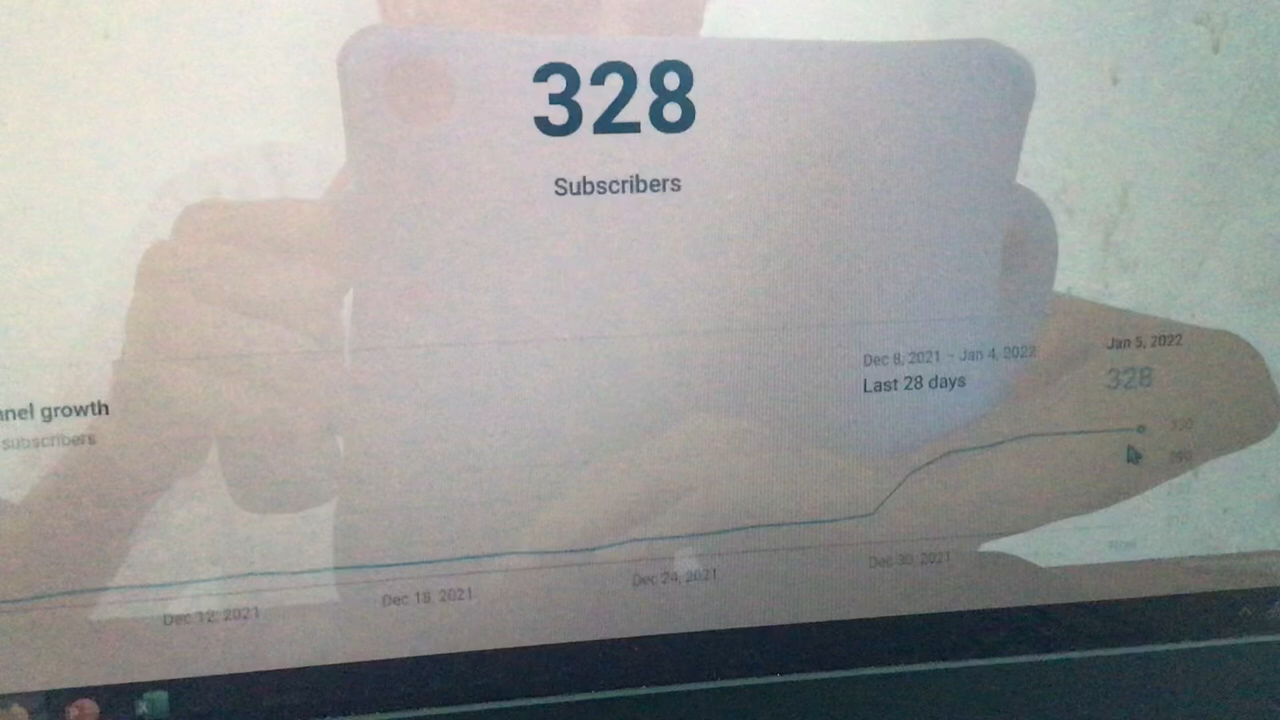 328
Subscribers
Dec 8, 2021 – Jan 4, 2022
Last 28 days
Jan 5, 2022
328
nnel growth
subscribers
Dec 12, 2021
Dec 18, 2021
Dec 24, 2021
Dec 30, 2021